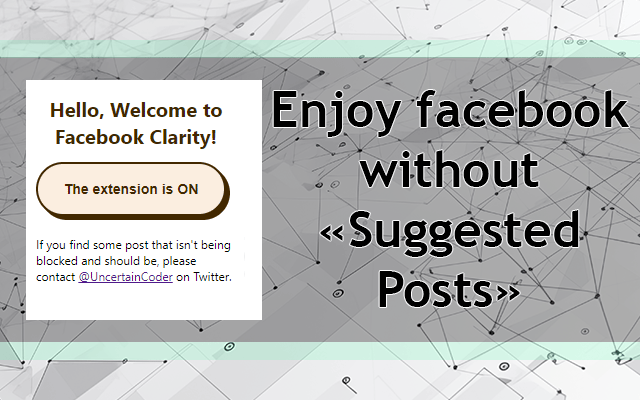 Hello, Welcome to
Facebook Clarity!
The extension is ON
If you find some post that isn't being
blocked and should be, please
contact @UncertainCoder on Twitter.
Enjoy facebook
without
«Suggested
Posts»